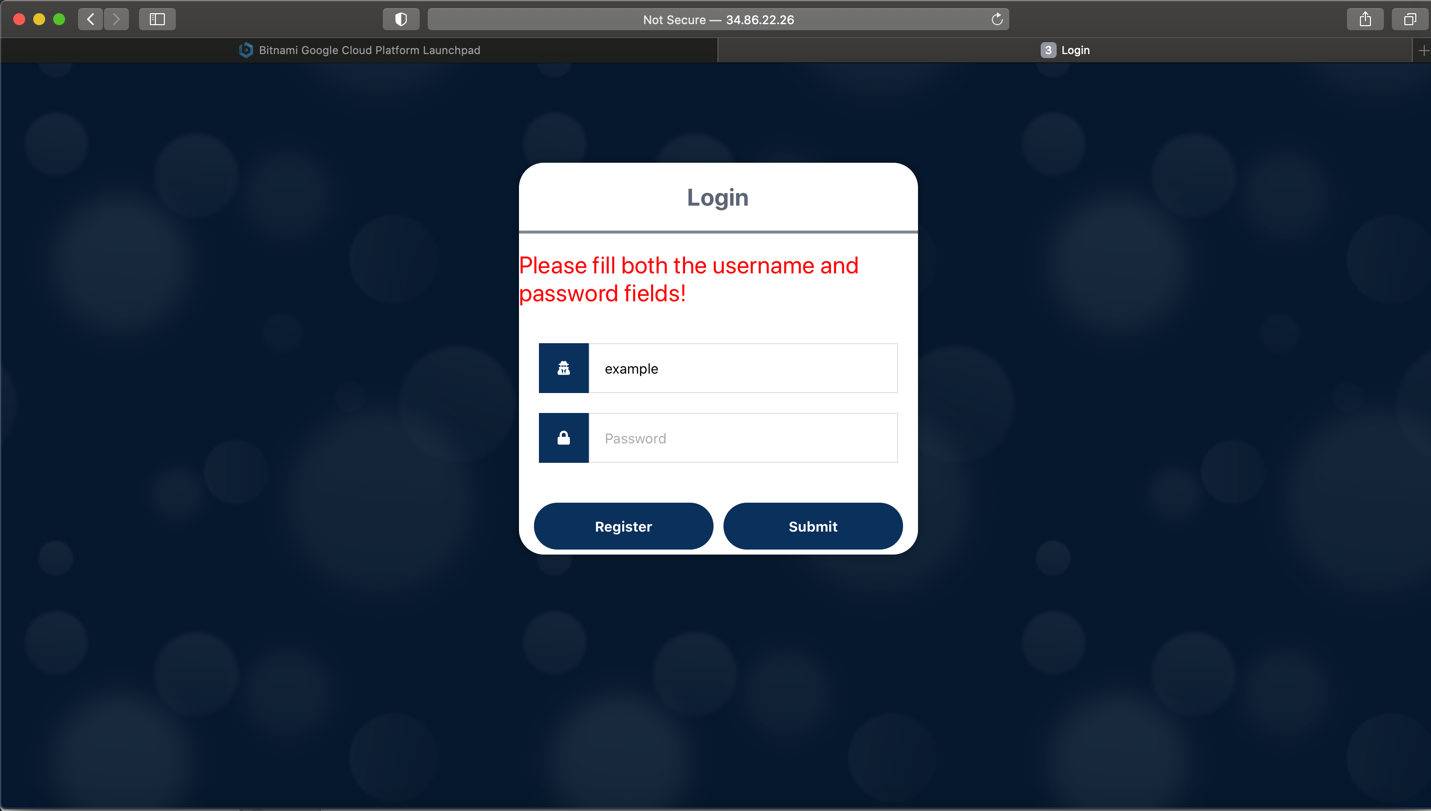 Not Secure — 34.86.22.26
Bitnami Google Cloud Platform Launchpad
3 Login
Login
Please fill both the username and
password fields!
example
Password
Register
Submit